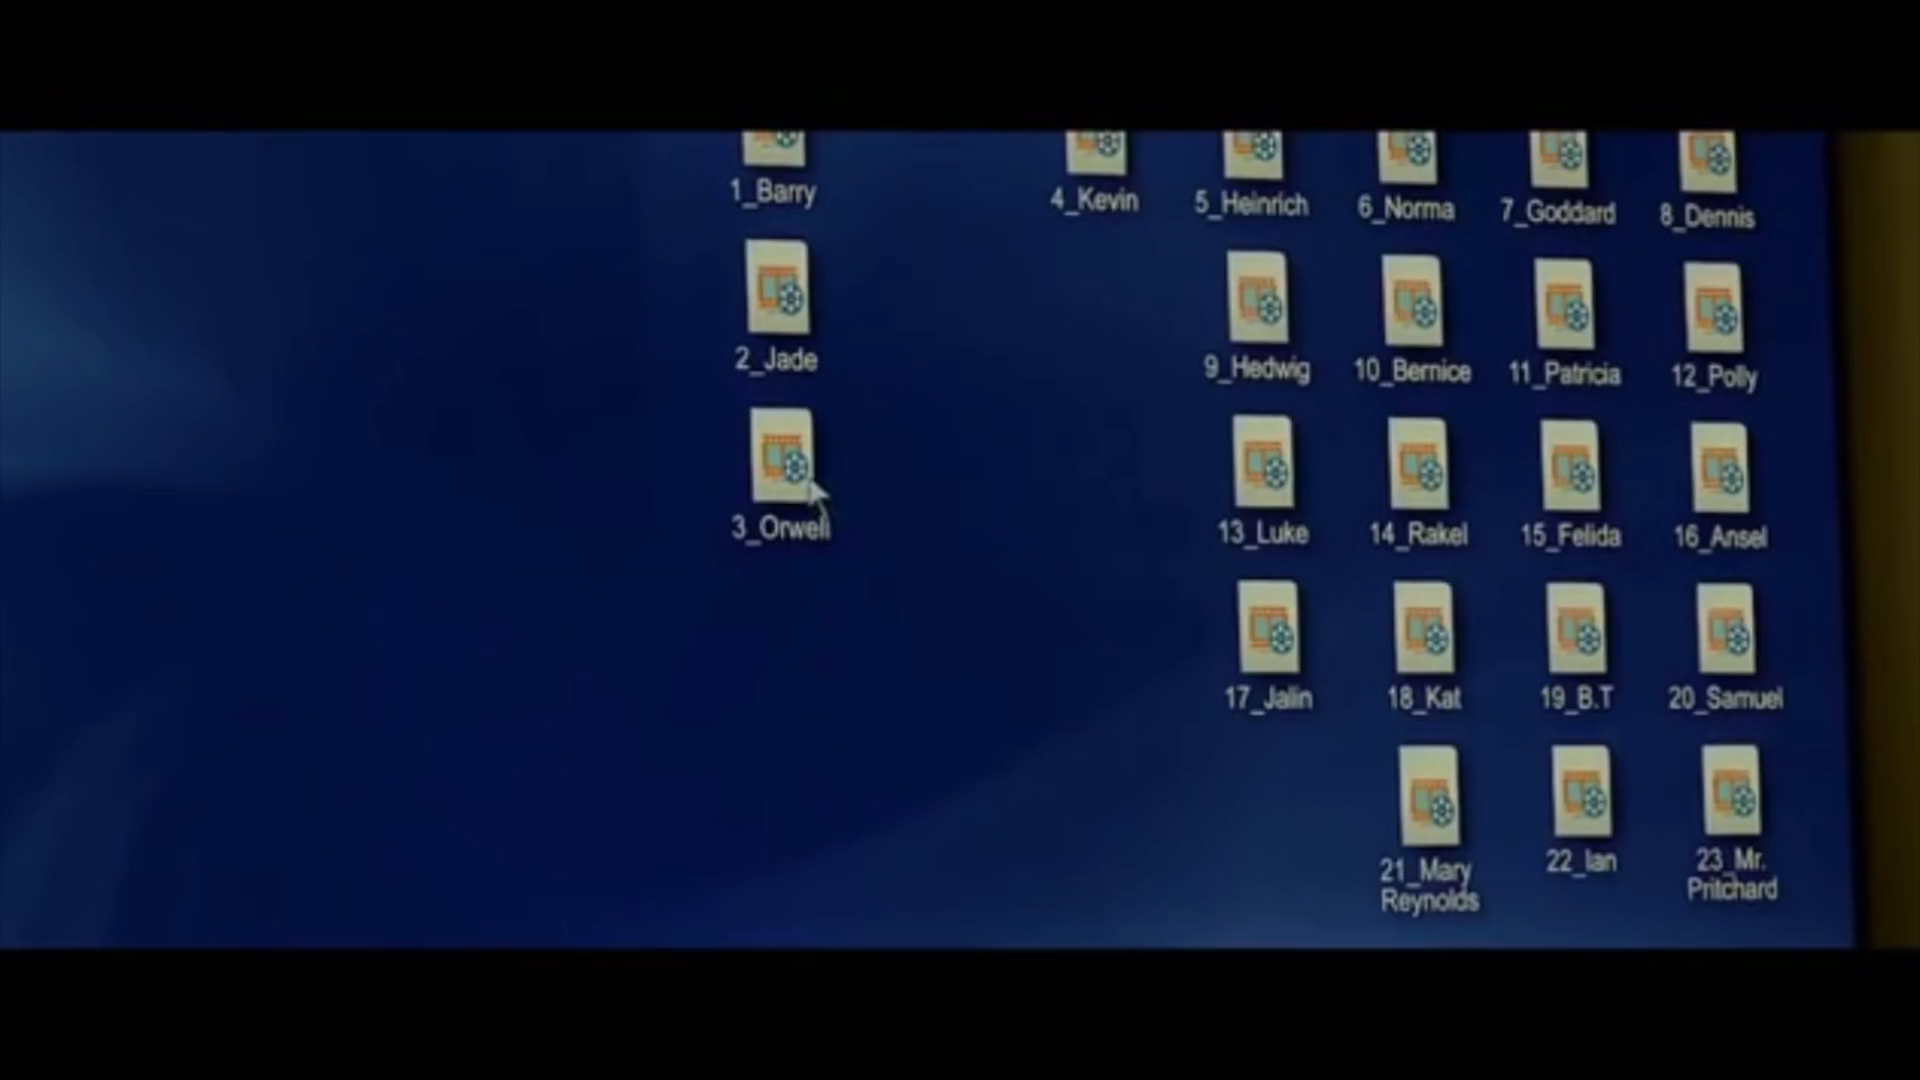 1_Barry
4_Kevin
5_Heinrich
6_Norma
7_Goddard
8_Dennis
2_Jade
9_Hedwig
10_Bernice
11_Patricia
12_Polly
3_Orwell
13_Luke
14_Rakel
15_Felida
16_Ansel
17_Jalin
18_Kat
19_B.T
20_Samuel
21_Mary
Reynolds
22_Ian
23_Mr.
Pritchard